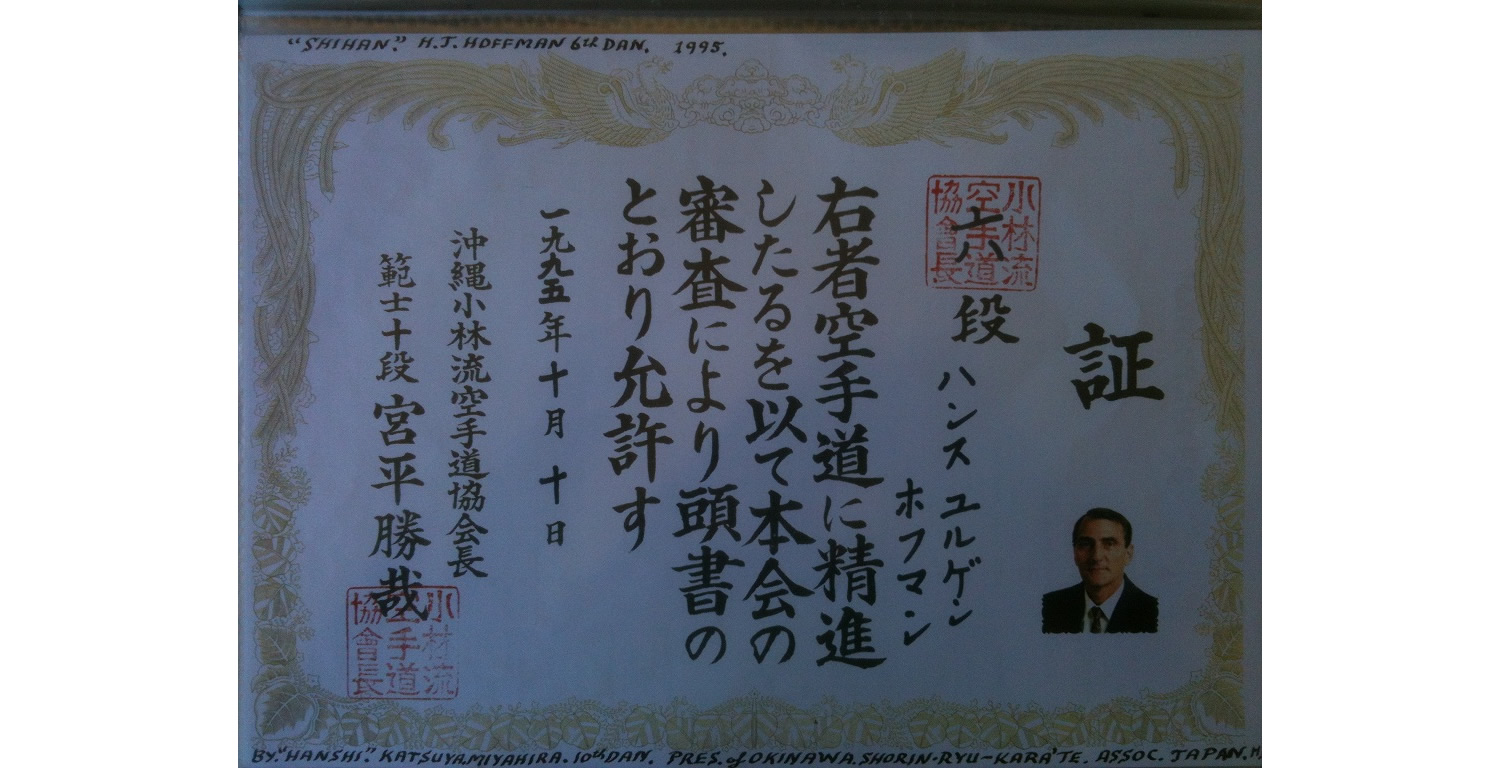 "SHIHAN." H.J. HOFFMAN 6th DAN. 1995.
証
六段 ハンス ユルゲン
ホフマン
小林流
空手道
協會長
右者空手道に精進
したるを以て本会の
審査により頭書の
とおり允許す
一九九五年十月十日
沖縄小林流空手道協会長
範士十段 宮平勝哉
小林流
空手道
協會長
BY. "HANSHI." KATSUYA.MIYAHIRA. 10th DAN. PRES. of OKINAWA. SHORIN-RYU-KARA'TE. ASSOC. JAPAN.